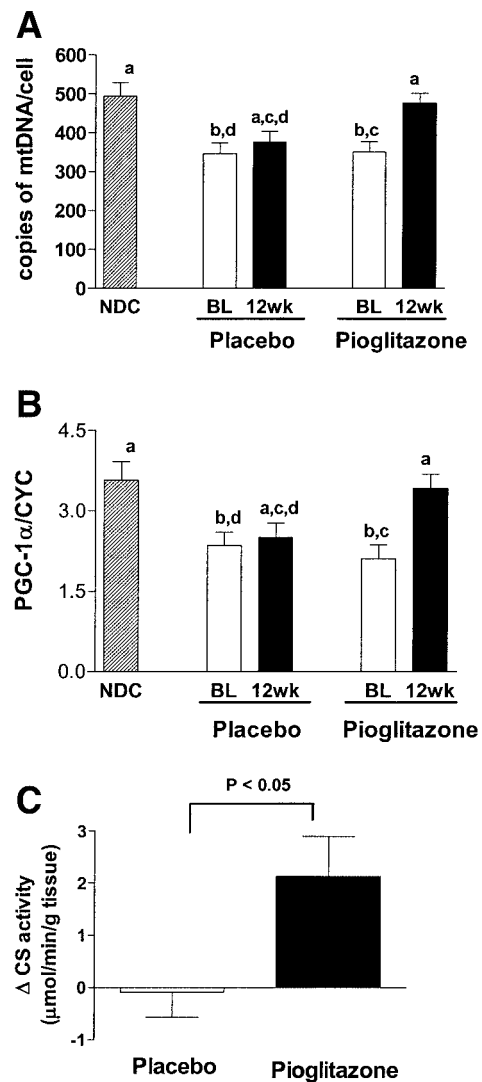 A
copies of mtDNA/cell
600
500
400
300
200
100
0
a
b,d
a,c,d
b,c
a
NDC
BL 12wk
BL 12wk
Placebo
Pioglitazone
B
PGC-1α/CYC
4.5
3.0
1.5
0.0
a
b,d
a,c,d
b,c
a
NDC
BL 12wk
BL 12wk
Placebo
Pioglitazone
C
P < 0.05
Δ CS activity
(μmol/min/g tissue)
3
2
1
0
-1
Placebo
Pioglitazone